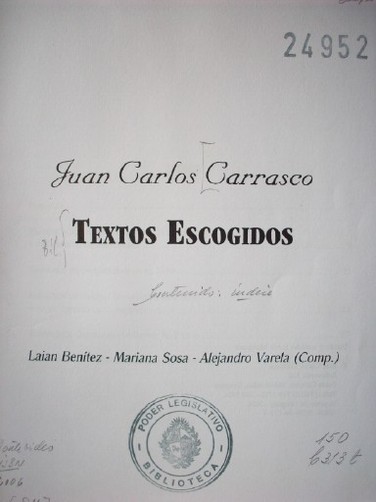 24952
Juan Carlos Carrasco
TEXTOS ESCOGIDOS
Bib
Contenido: índice
Laian Benítez - Mariana Sosa - Alejandro Varela (Comp.)
PODER LEGISLATIVO
BIBLIOTECA
150
C313t